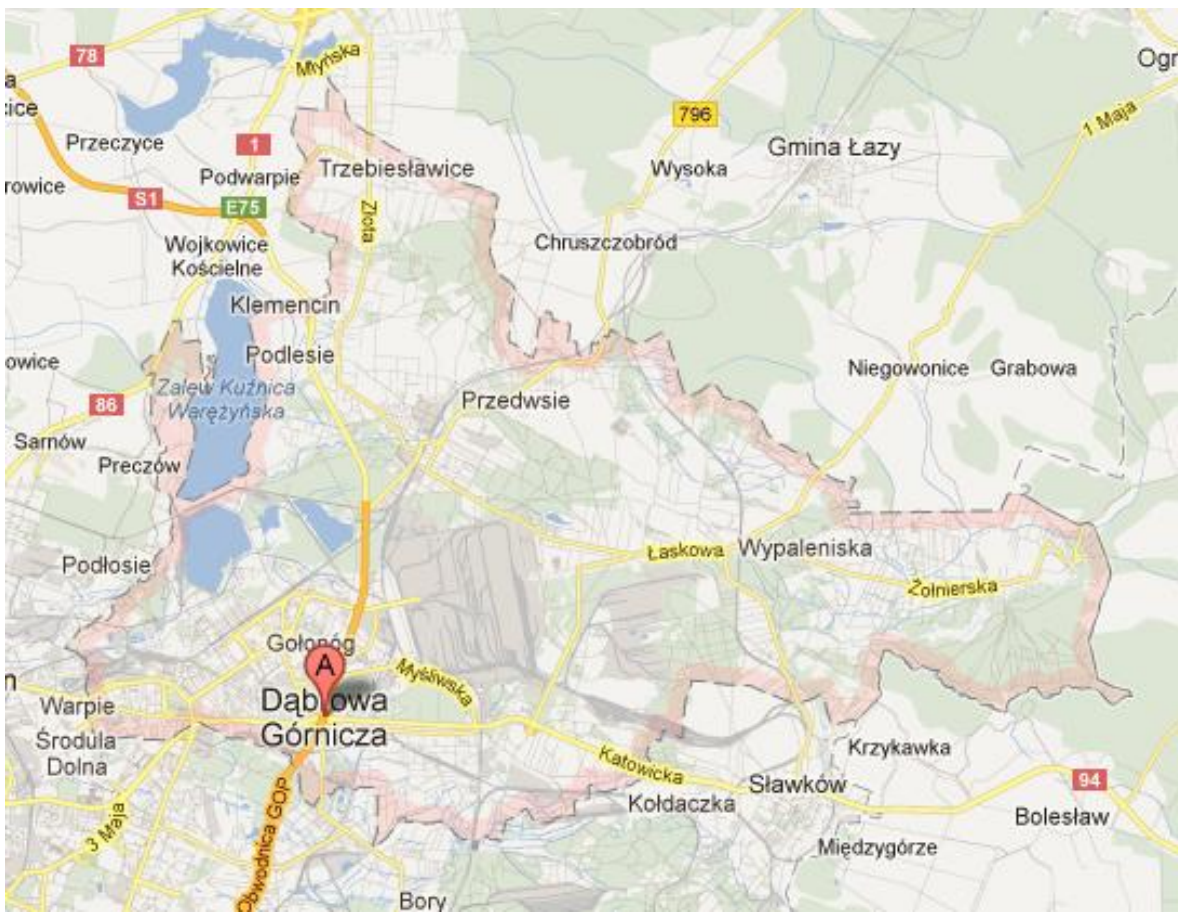 78
Młyńska
Ogr
a
ice
796
1 Maja
Przeczyce
1
Gmina Łazy
Podwarpie
Trzebiesławice
Wysoka
rowice
S1
E75
Złota
Wojkowice
Kościelne
Chruszczobród
Klemencin
Podlesie
owice
Zalew Kuźnica
Warężyńska
Niegowonice
Grabowa
86
Przedwsie
Sarnów
Preczów
Podłosie
Łaskowa
Wypaleniska
Żołnierska
Gołonóg
A
Myśliwska
n
Warpie
Dąbrowa
Górnicza
Środula
Dolna
Krzykawka
Katowicka
Sławków
94
Kołdaczka
Bolesław
3 Maja
Międzygórze
Obwodnica GOP
Bory